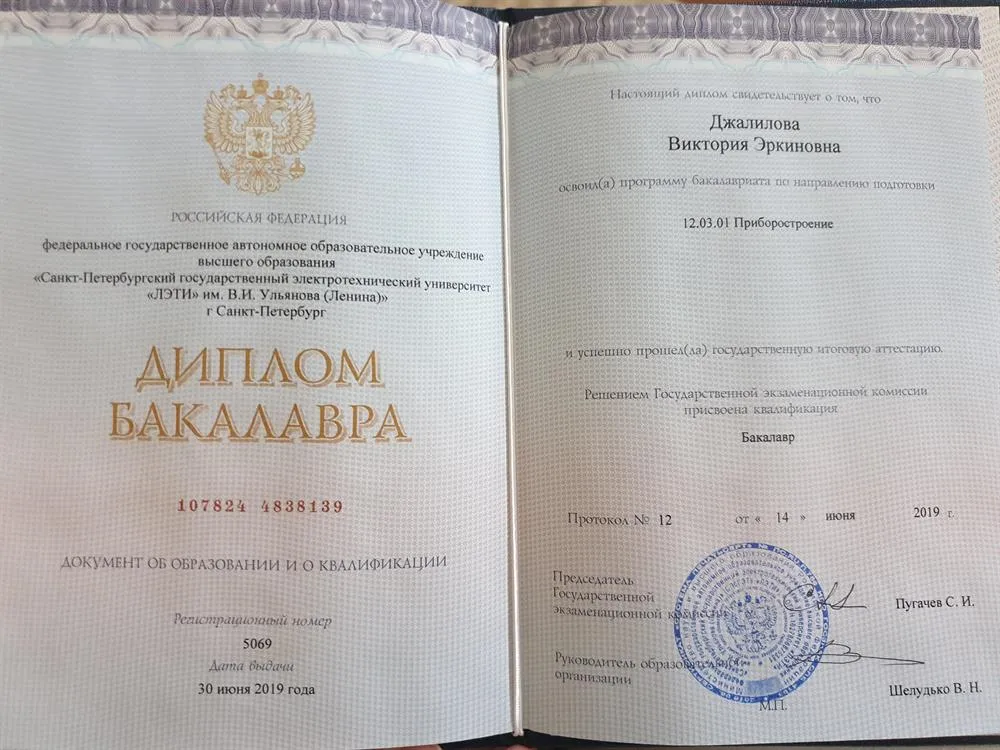 РОССИЙСКАЯ ФЕДЕРАЦИЯ
федеральное государственное автономное образовательное учреждение
высшего образования
«Санкт-Петербургский государственный электротехнический университет
«ЛЭТИ» им. В.И. Ульянова (Ленина)»
г Санкт-Петербург
ДИПЛОМ
БАКАЛАВРА
107824 4838139
ДОКУМЕНТ ОБ ОБРАЗОВАНИИ И О КВАЛИФИКАЦИИ
Регистрационный номер
5069
Дата выдачи
30 июня 2019 года
Настоящий диплом свидетельствует о том, что
Джалилова
Виктория Эркиновна
освоил(а) программу бакалавриата по направлению подготовки
12.03.01 Приборостроение
и успешно прошел(ла) государственную итоговую аттестацию.
Решением Государственной экзаменационной комиссии
присвоена квалификация
Бакалавр
Протокол № 12 от « 14 » июня 2019 г.
Председатель
Государственной
экзаменационной комиссии
Пугачев С. И.
Руководитель образовательной
организации
Шелудько В. Н.
М.П.